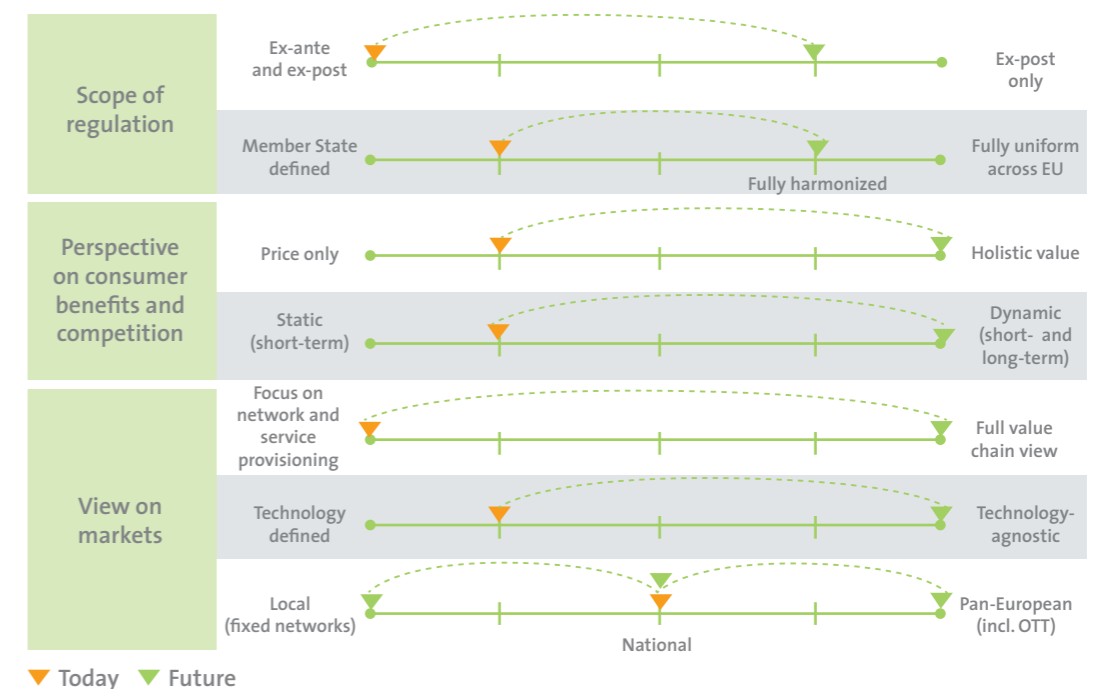 Scope of
regulation
Ex-ante
and ex-post
Ex-post
only
Member State
defined
Fully harmonized
Fully uniform
across EU
Perspective
on consumer
benefits and
competition
Price only
Holistic value
Static
(short-term)
Dynamic
(short- and
long-term)
View on
markets
Focus on
network and
service
provisioning
Full value
chain view
Technology
defined
Technology-
agnostic
Local
(fixed networks)
National
Pan-European
(incl. OTT)
Today
Future